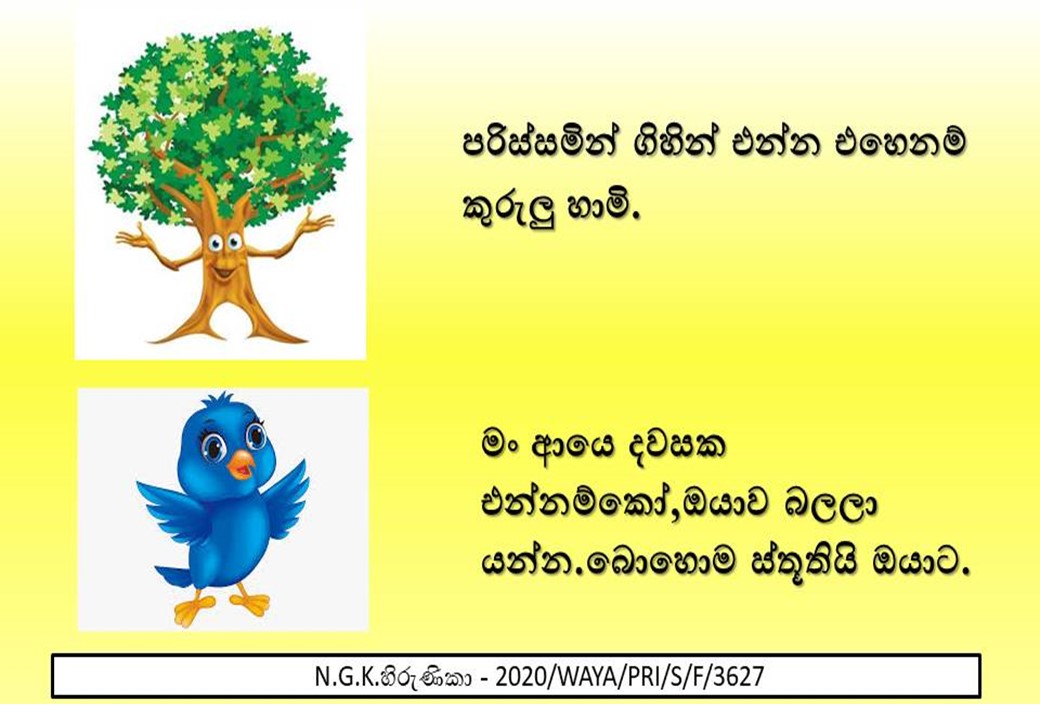 පරිස්සමින් ගිහින් එන්න එහෙනම්
කුරුලු හාමි.
මං ආයෙ දවසක
එන්නම්කෝ,ඔයාව බලලා
යන්න.බොහොම ස්තූතියි ඔයාට.
N.G.K.හිරුණිකා - 2020/WAYA/PRI/S/F/3627